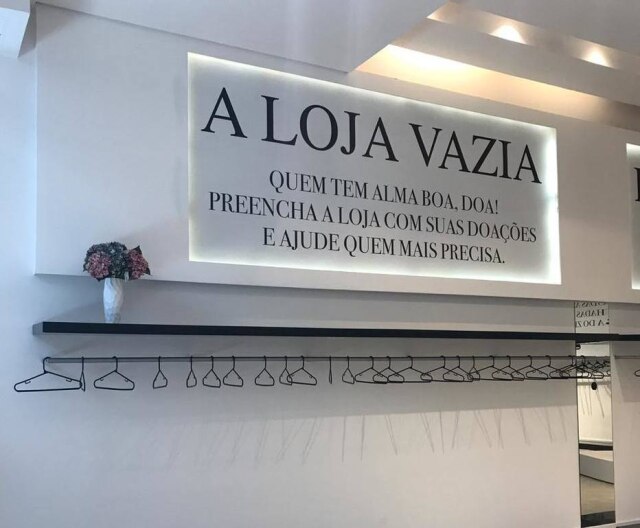 A LOJA VAZIA
QUEM TEM ALMA BOA, DOA!
PREENCHA A LOJA COM SUAS DOAÇÕES
E AJUDE QUEM MAIS PRECISA.